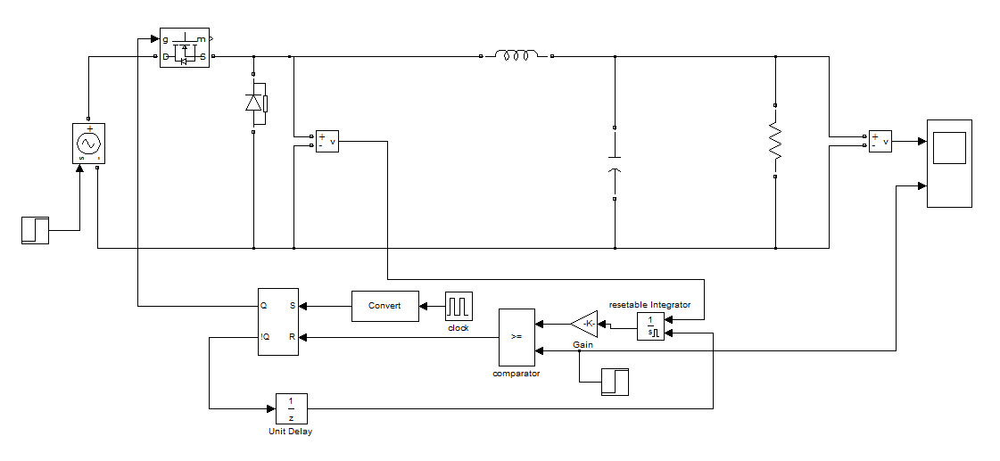 g m
D S
+
s -
+
- v
+
- v
Q S
!Q R
Convert
clock
>=
comparator
-K-
Gain
resetable Integrator
1
s
1
z
Unit Delay